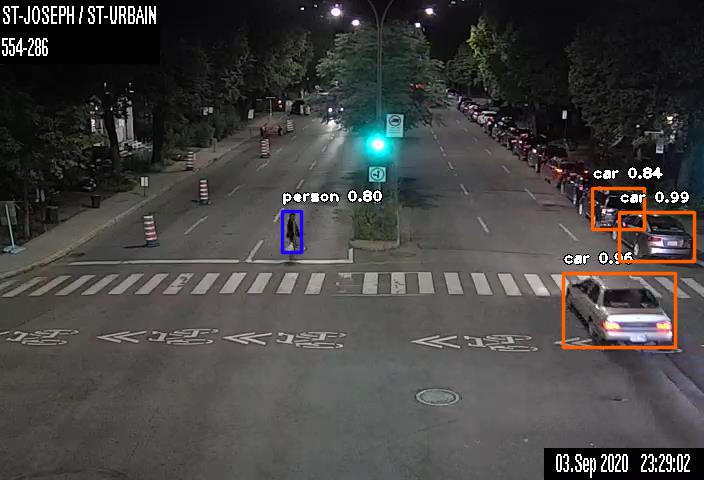 ST-JOSEPH / ST-URBAIN
554-286
car 0.84
person 0.80
car 0.99
car 0.96
03.Sep 2020 23:29:02